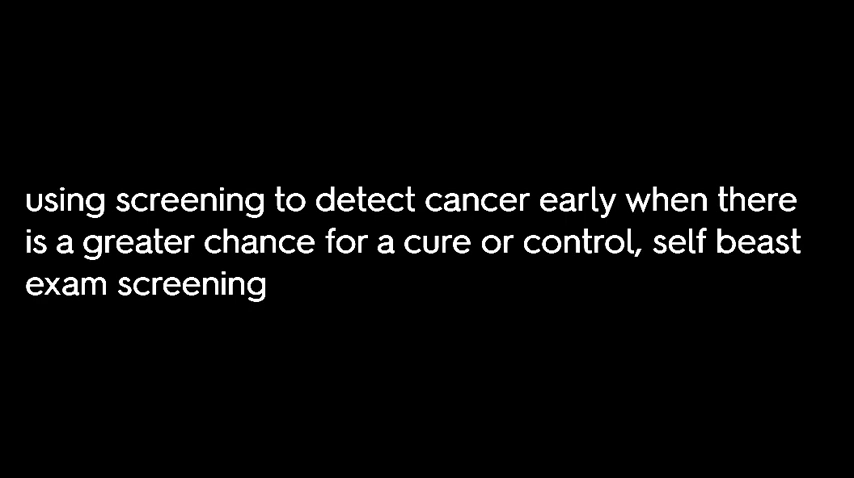 using screening to detect cancer early when there
is a greater chance for a cure or control, self beast
exam screening